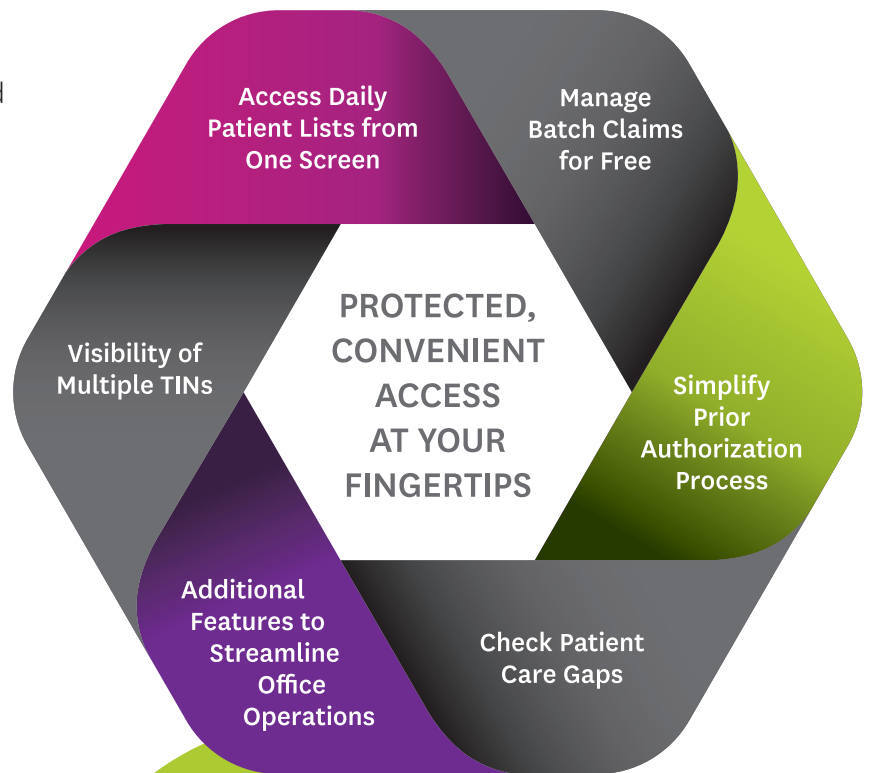 Access Daily
Patient Lists from
One Screen
Manage
Batch Claims
for Free
Simplify
Prior
Authorization
Process
Check Patient
Care Gaps
Additional
Features to
Streamline
Office
Operations
Visibility of
Multiple TINs
PROTECTED,
CONVENIENT
ACCESS
AT YOUR
FINGERTIPS